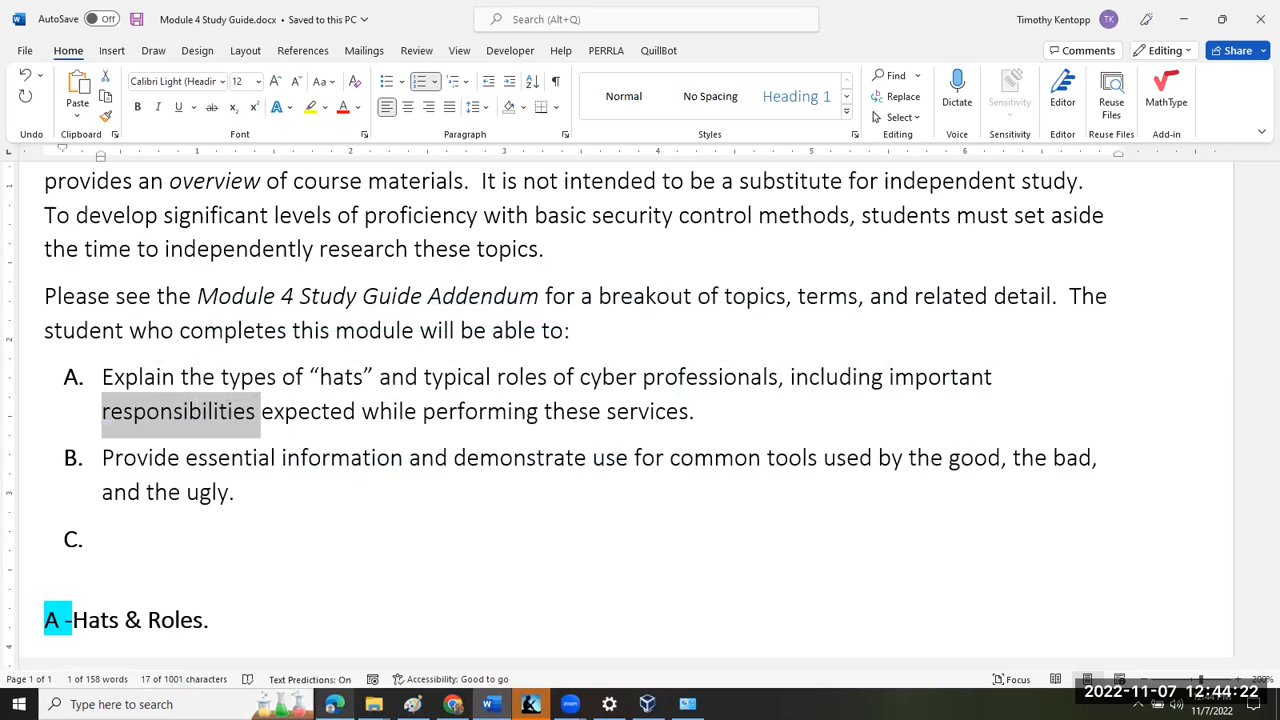 AutoSave Off Module 4 Study Guide.docx • Saved to this PC Search (Alt+Q) Timothy Kentopp TK
File Home Insert Draw Design Layout References Mailings Review View Developer Help PERRLA QuillBot Comments Editing Share
Paste Calibri Light (Headir 12 Normal No Spacing Heading 1 Find Replace Select Dictate Sensitivity Editor Reuse Files MathType
Undo Clipboard Font Paragraph Styles Editing Voice Sensitivity Editor Reuse Files Add-in
1 2 3 4 5 6
provides an overview of course materials. It is not intended to be a substitute for independent study.
To develop significant levels of proficiency with basic security control methods, students must set aside
the time to independently research these topics.
Please see the Module 4 Study Guide Addendum for a breakout of topics, terms, and related detail. The
student who completes this module will be able to:
A. Explain the types of “hats” and typical roles of cyber professionals, including important
responsibilities expected while performing these services.
B. Provide essential information and demonstrate use for common tools used by the good, the bad,
and the ugly.
C.
A -Hats & Roles.
Page 1 of 1 1 of 158 words 17 of 1001 characters Text Predictions: On Accessibility: Good to go Focus 200%
Type here to search 2022-11-07 12:44:22
11/7/2022